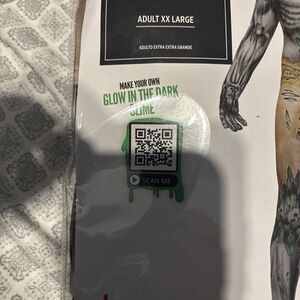 ADULT XX LARGE
ADULTO EXTRA EXTRA GRANDE
MAKE YOUR OWN
GLOW IN THE DARK
SLIME
SCAN ME